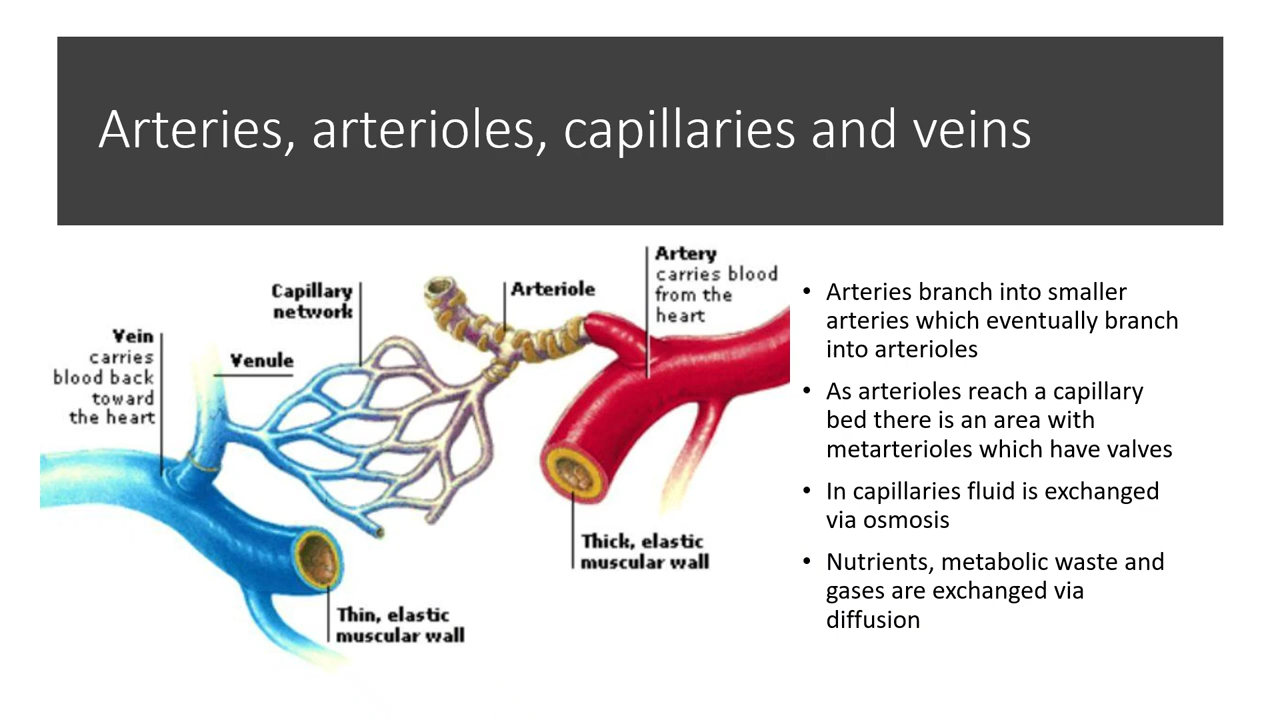 Arteries, arterioles, capillaries and veins
Artery
carries blood
from the
heart
Arteriole
Capillary
network
Vein
carries
blood back
toward
the heart
Venule
Thick, elastic
muscular wall
Thin, elastic
muscular wall
• Arteries branch into smaller
arteries which eventually branch
into arterioles
• As arterioles reach a capillary
bed there is an area with
metarterioles which have valves
• In capillaries fluid is exchanged
via osmosis
• Nutrients, metabolic waste and
gases are exchanged via
diffusion